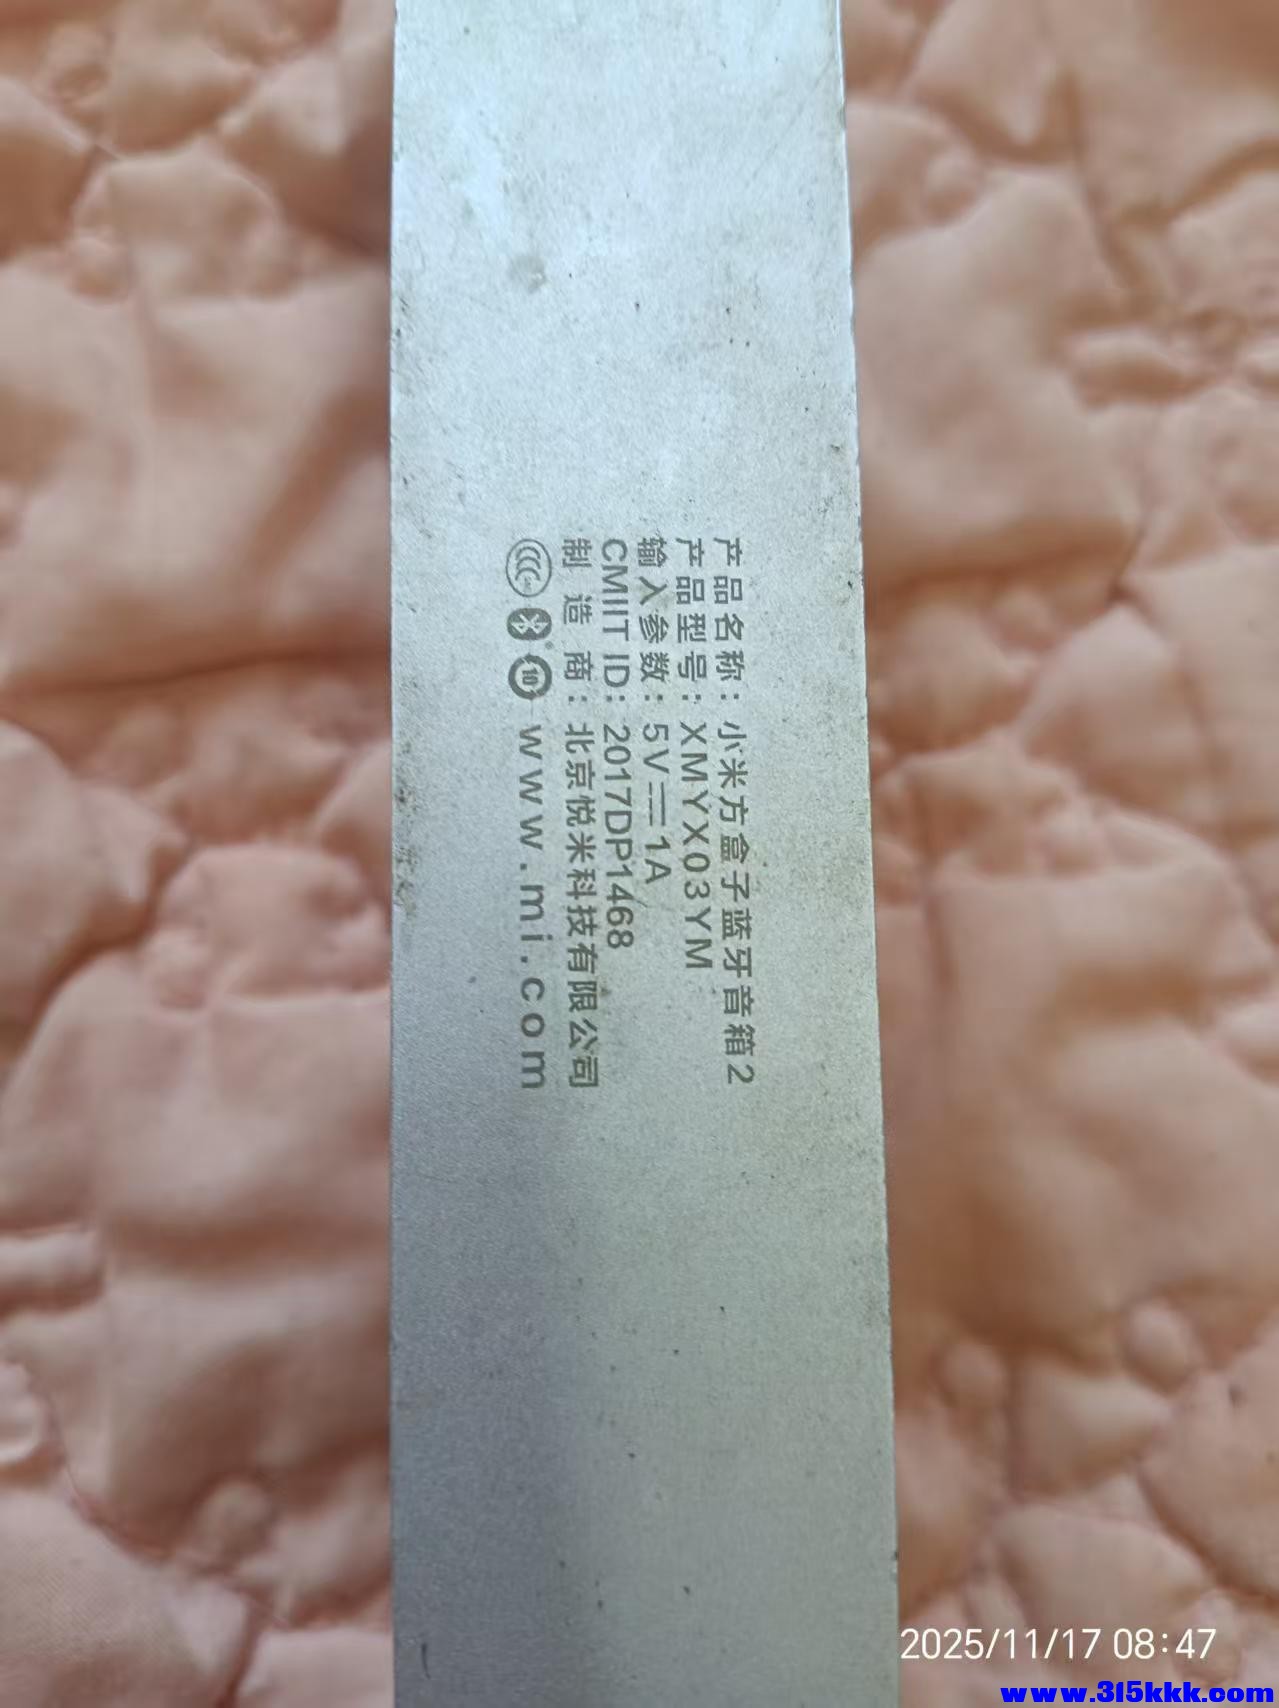 产品名称：小米方盒子蓝牙音箱2
产品型号：XMYX03YM
输入参数：5V⎓1A
CMIIT ID：2017DP1468
制 造 商：北京悦米科技有限公司
CCC 10 www.mi.com
2025/11/17 08:47
www.315kkk.com